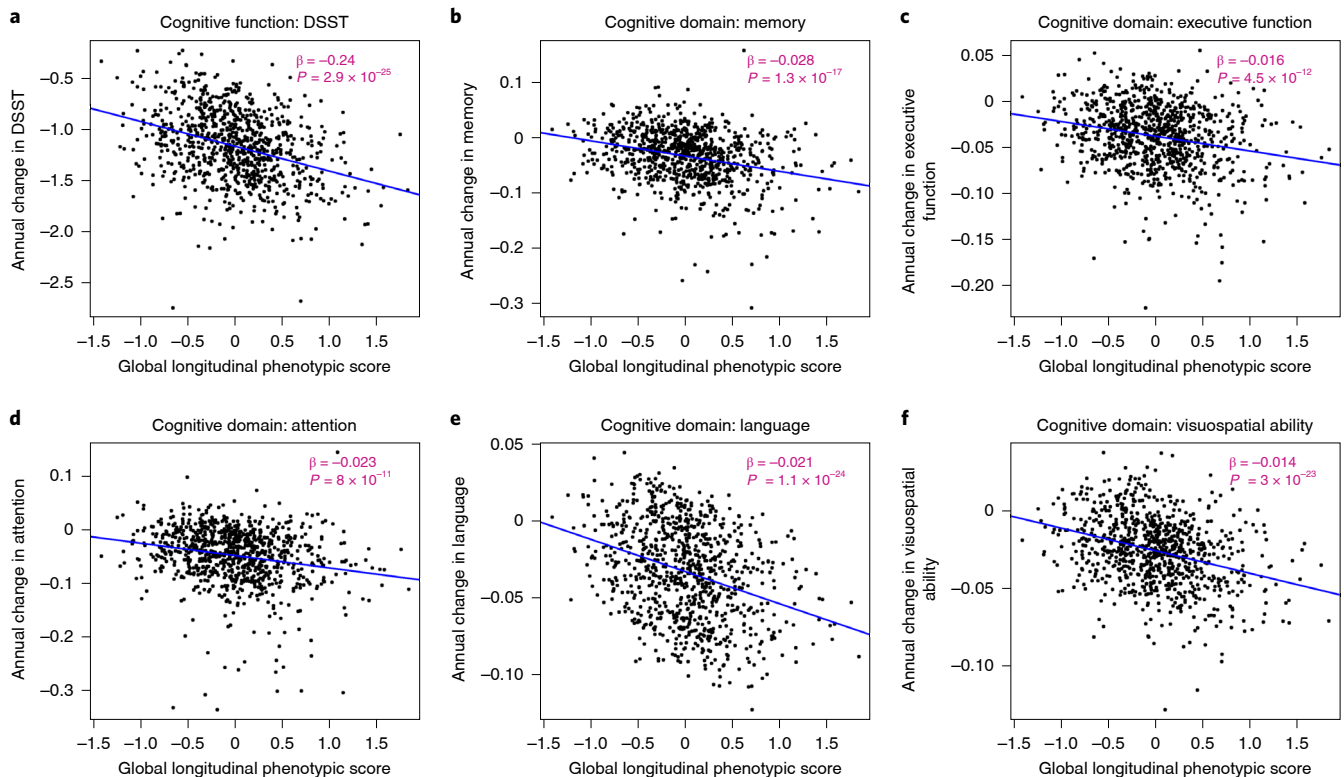 a
Cognitive function: DSST
β = −0.24
P = 2.9 × 10−25
Annual change in DSST
−0.5
−1.0
−1.5
−2.0
−2.5
−1.5 −1.0 −0.5 0 0.5 1.0 1.5
Global longitudinal phenotypic score
b
Cognitive domain: memory
β = −0.028
P = 1.3 × 10−17
Annual change in memory
0.1
0
−0.1
−0.2
−0.3
−1.5 −1.0 −0.5 0 0.5 1.0 1.5
Global longitudinal phenotypic score
c
Cognitive domain: executive function
β = −0.016
P = 4.5 × 10−12
Annual change in executive
function
0.05
0
−0.05
−0.10
−0.15
−0.20
−1.5 −1.0 −0.5 0 0.5 1.0 1.5
Global longitudinal phenotypic score
d
Cognitive domain: attention
β = −0.023
P = 8 × 10−11
Annual change in attention
0.1
0
−0.1
−0.2
−0.3
−1.5 −1.0 −0.5 0 0.5 1.0 1.5
Global longitudinal phenotypic score
e
Cognitive domain: language
β = −0.021
P = 1.1 × 10−24
Annual change in language
0.05
0
−0.05
−0.10
−1.5 −1.0 −0.5 0 0.5 1.0 1.5
Global longitudinal phenotypic score
f
Cognitive domain: visuospatial ability
β = −0.014
P = 3 × 10−23
Annual change in visuospatial
ability
0
−0.05
−0.10
−1.5 −1.0 −0.5 0 0.5 1.0 1.5
Global longitudinal phenotypic score